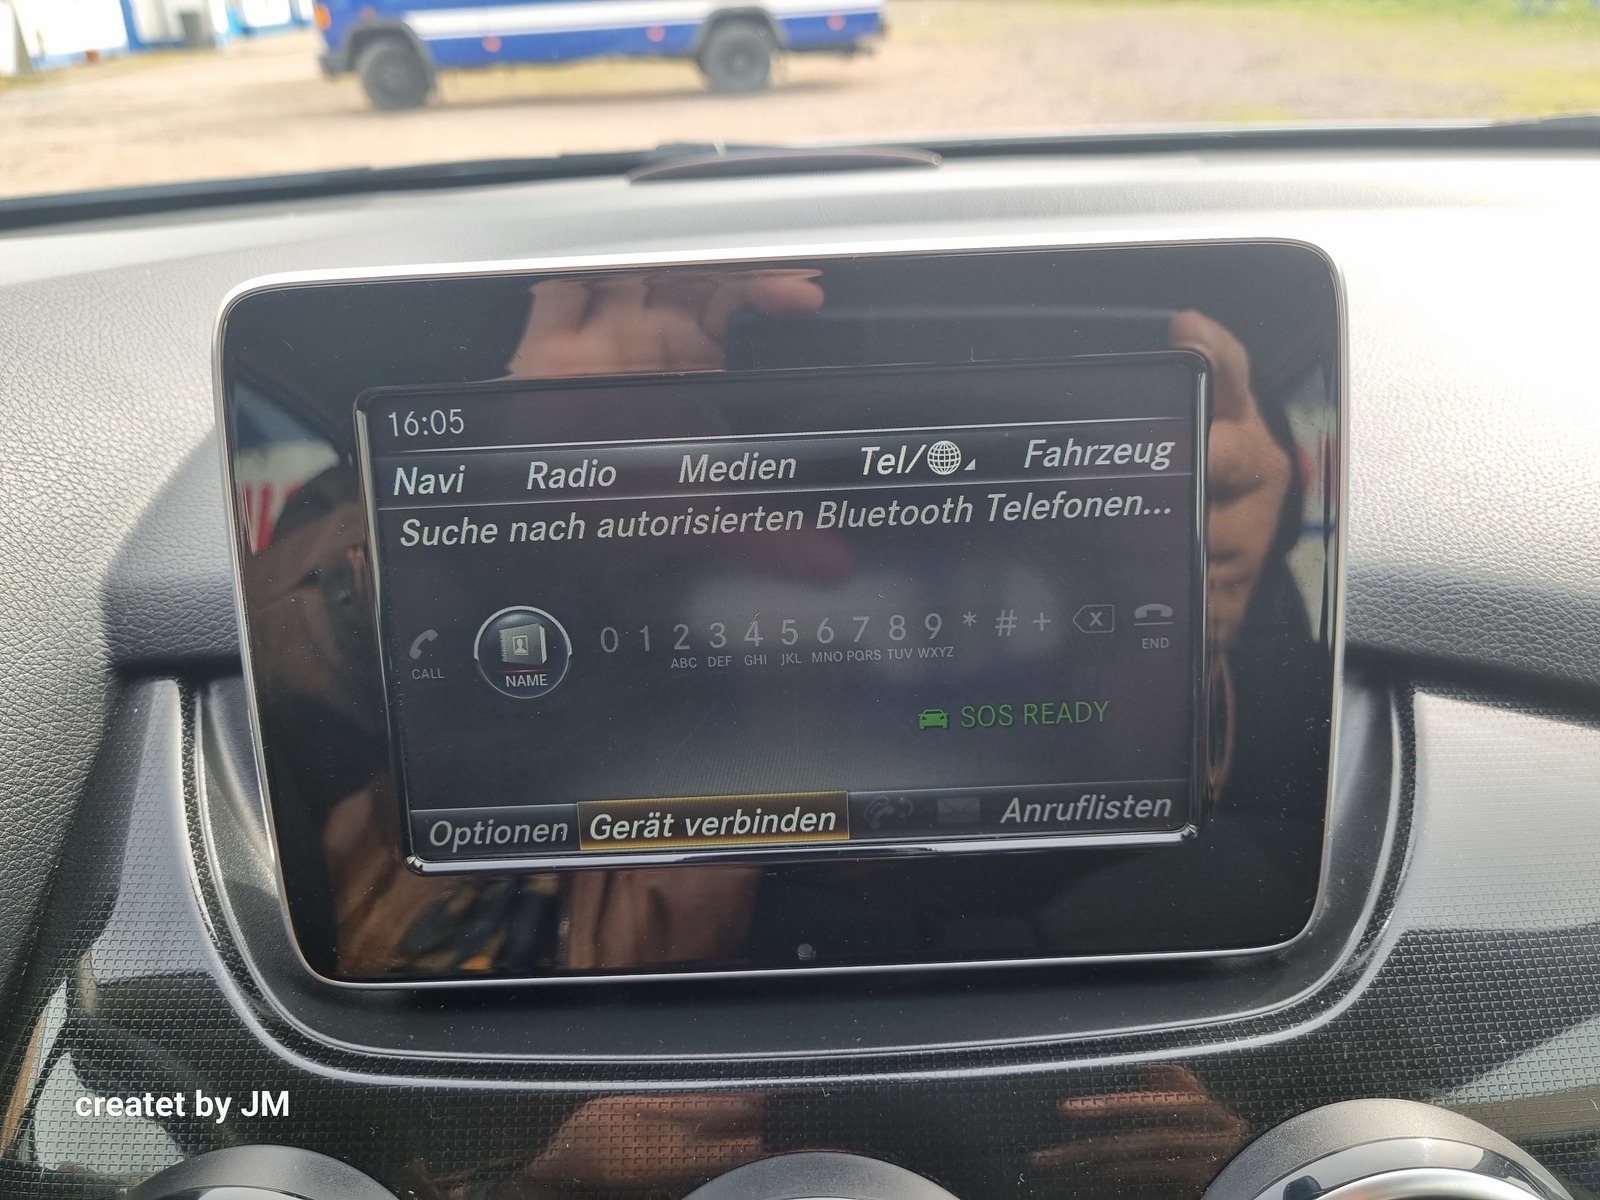 16:05
Navi Radio Medien Tel/ Fahrzeug
Suche nach autorisierten Bluetooth Telefonen...
0 1 2 3 4 5 6 7 8 9 * # + x
ABC DEF GHI JKL MNO PQRS TUV WXYZ
CALL NAME END
SOS READY
Optionen Gerät verbinden Anruflisten
createt by JM